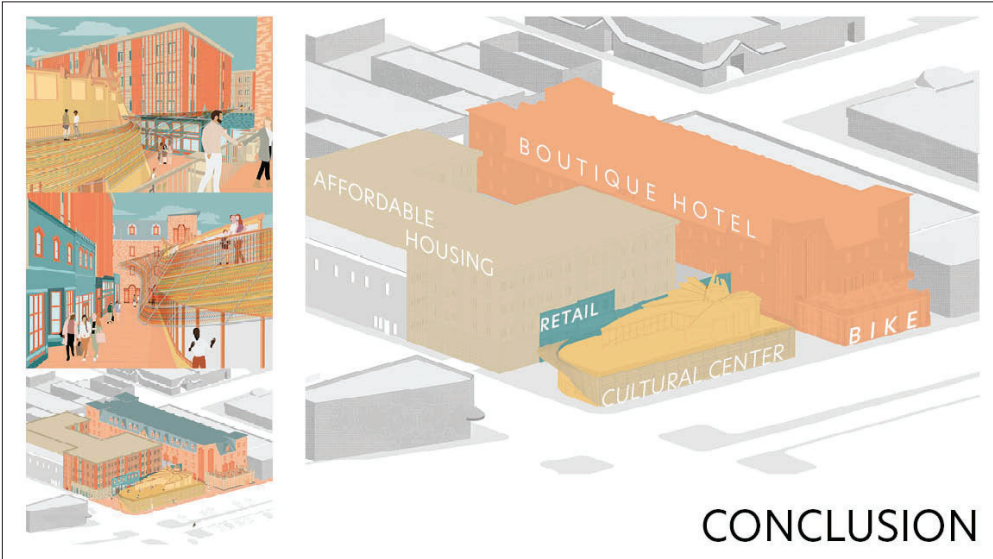 BOUTIQUE HOTEL
AFFORDABLE
HOUSING
RETAIL
BIKE
CULTURAL CENTER
CONCLUSION